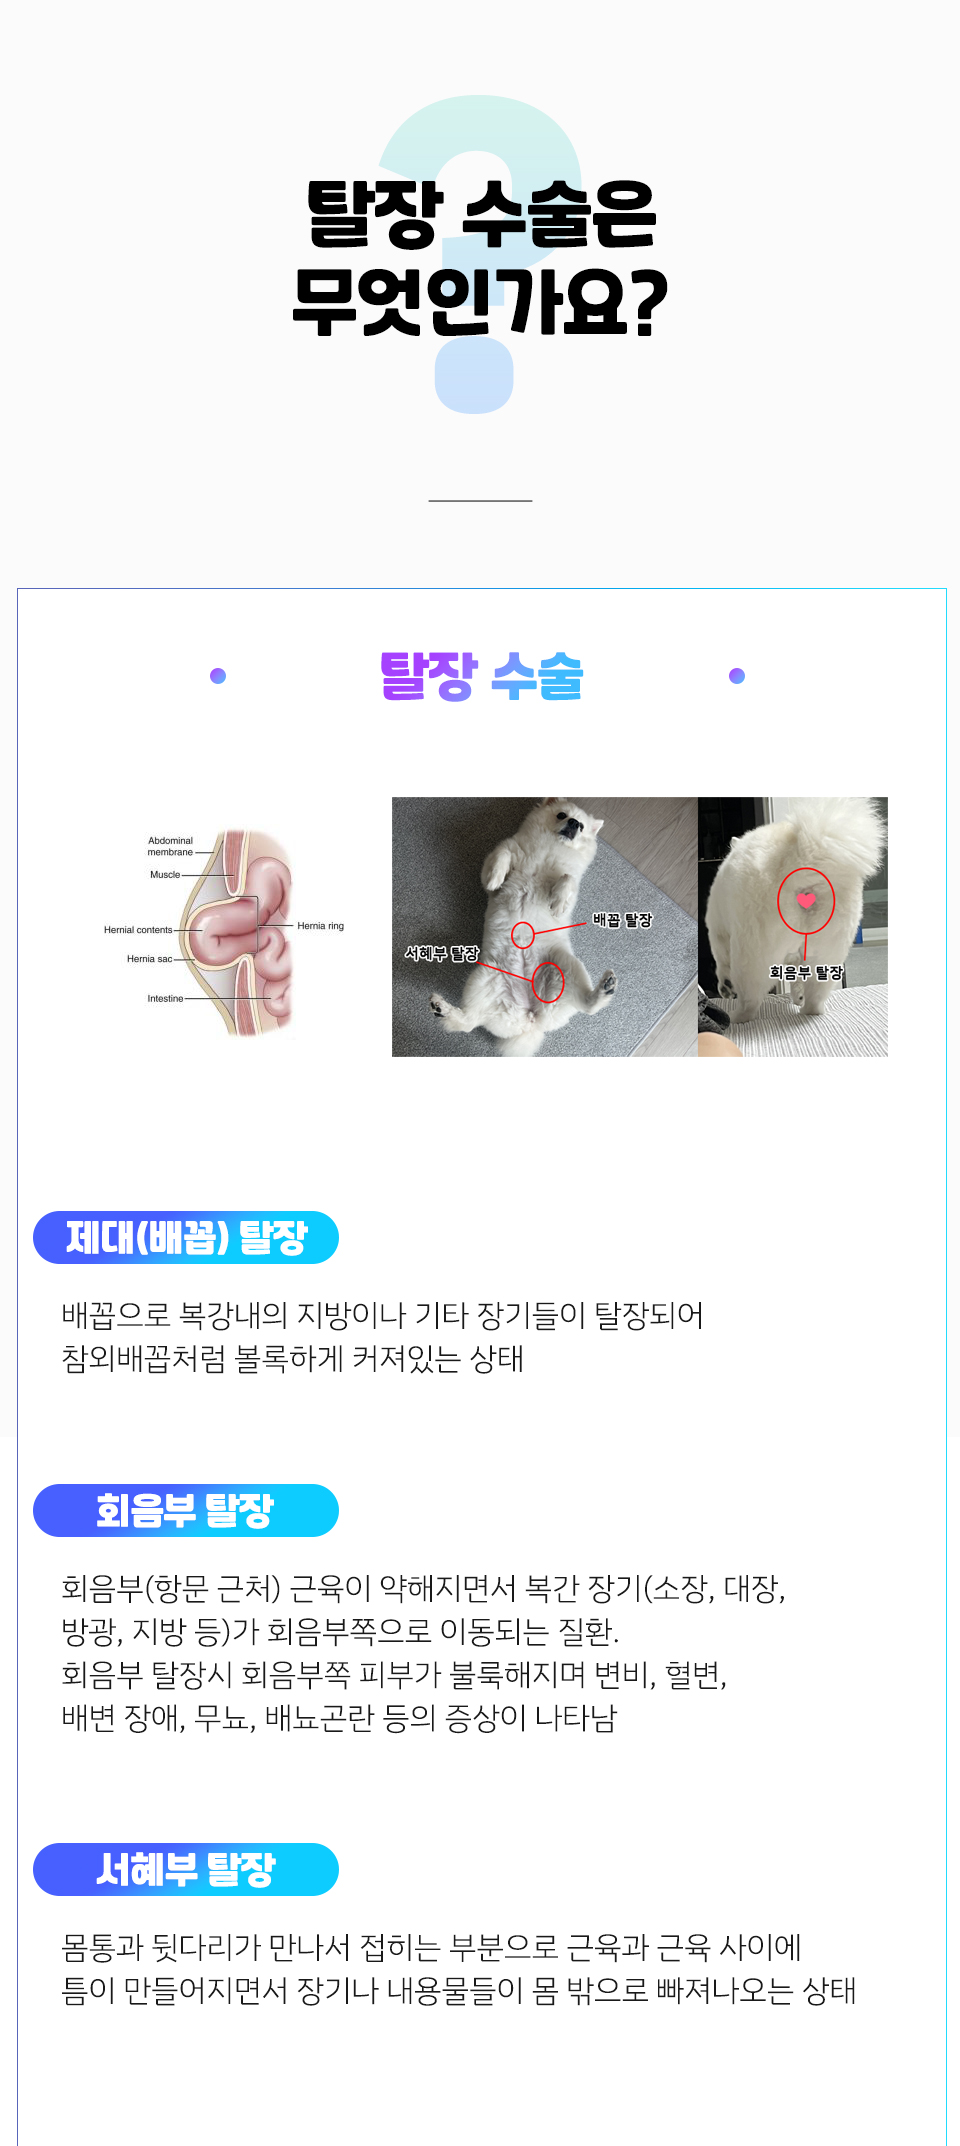 탈장 수술은
무엇인가요?
탈장 수술
Abdominal
membrane
Muscle
Hernial contents
Hernia ring
Hernia sac
Intestine
배꼽 탈장
서혜부 탈장
회음부 탈장
제대(배꼽) 탈장
배꼽으로 복강내의 지방이나 기타 장기들이 탈장되어
참외배꼽처럼 볼록하게 커져있는 상태
회음부 탈장
회음부(항문 근처) 근육이 약해지면서 복간 장기(소장, 대장,
방광, 지방 등)가 회음부쪽으로 이동되는 질환.
회음부 탈장시 회음부쪽 피부가 불룩해지며 변비, 혈변,
배변 장애, 무뇨, 배뇨곤란 등의 증상이 나타남
서혜부 탈장
몸통과 뒷다리가 만나서 접히는 부분으로 근육과 근육 사이에
틈이 만들어지면서 장기나 내용물들이 몸 밖으로 빠져나오는 상태